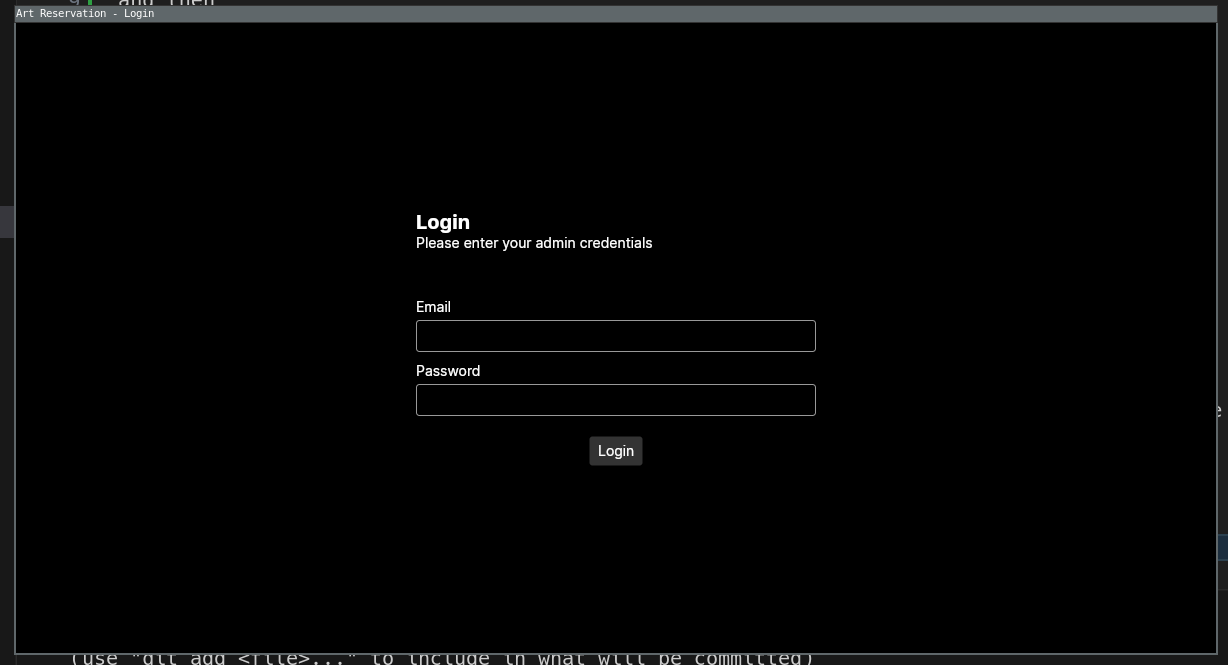 and then
Art Reservation - Login
Login
Please enter your admin credentials
Email
Password
Login
(use "git add <file>..." to include in what will be committed)